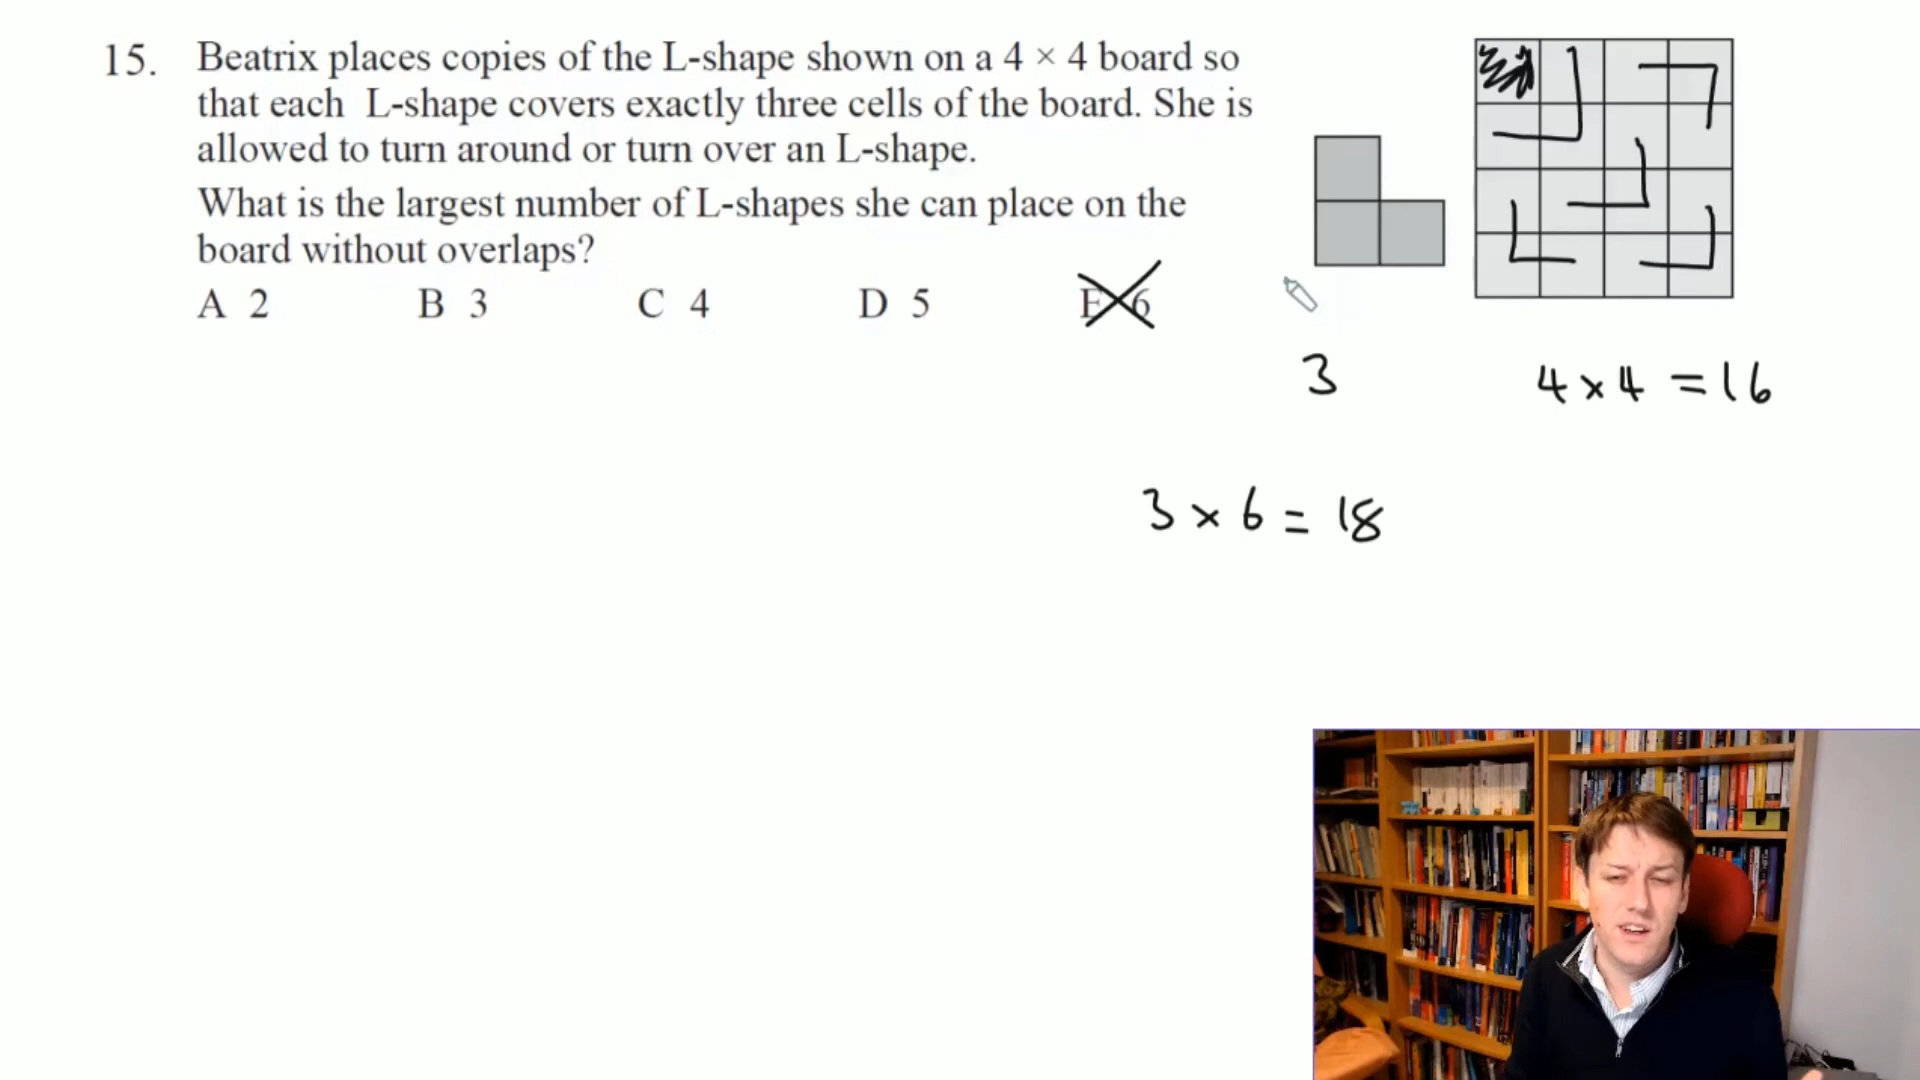 15. Beatrix places copies of the L-shape shown on a 4 × 4 board so
that each L-shape covers exactly three cells of the board. She is
allowed to turn around or turn over an L-shape.
What is the largest number of L-shapes she can place on the
board without overlaps?
A 2 B 3 C 4 D 5 E 6
3
4 × 4 = 16
3 × 6 = 18